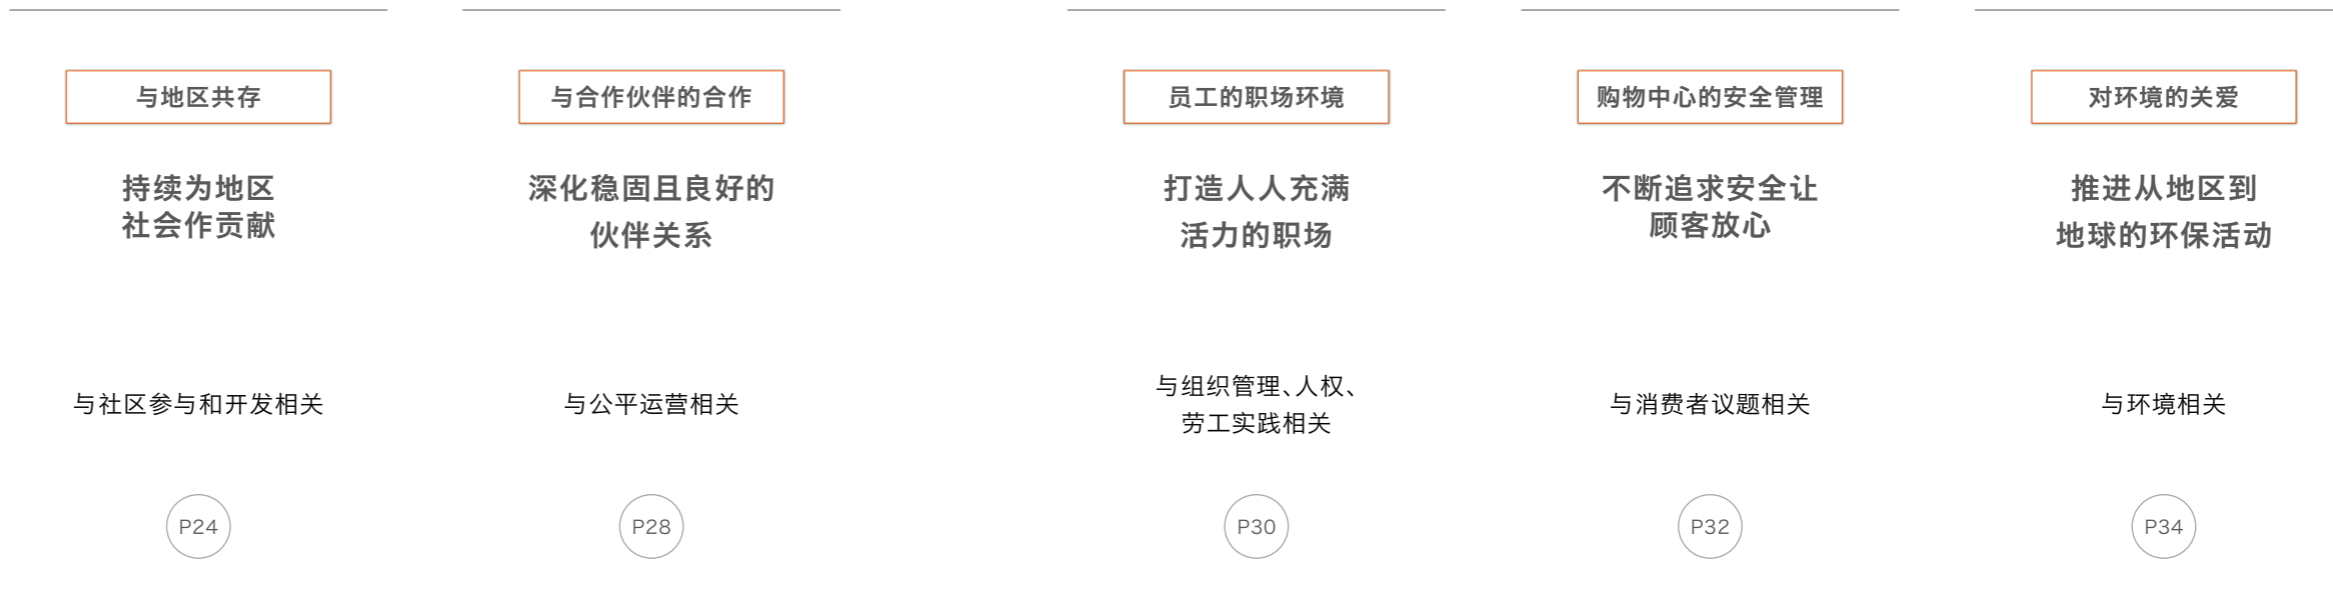 与地区共存
持续为地区
社会作贡献
与社区参与和开发相关
P24
与合作伙伴的合作
深化稳固且良好的
伙伴关系
与公平运营相关
P28
员工的职场环境
打造人人充满
活力的职场
与组织管理、人权、
劳工实践相关
P30
购物中心的安全管理
不断追求安全让
顾客放心
与消费者议题相关
P32
对环境的关爱
推进从地区到
地球的环保活动
与环境相关
P34